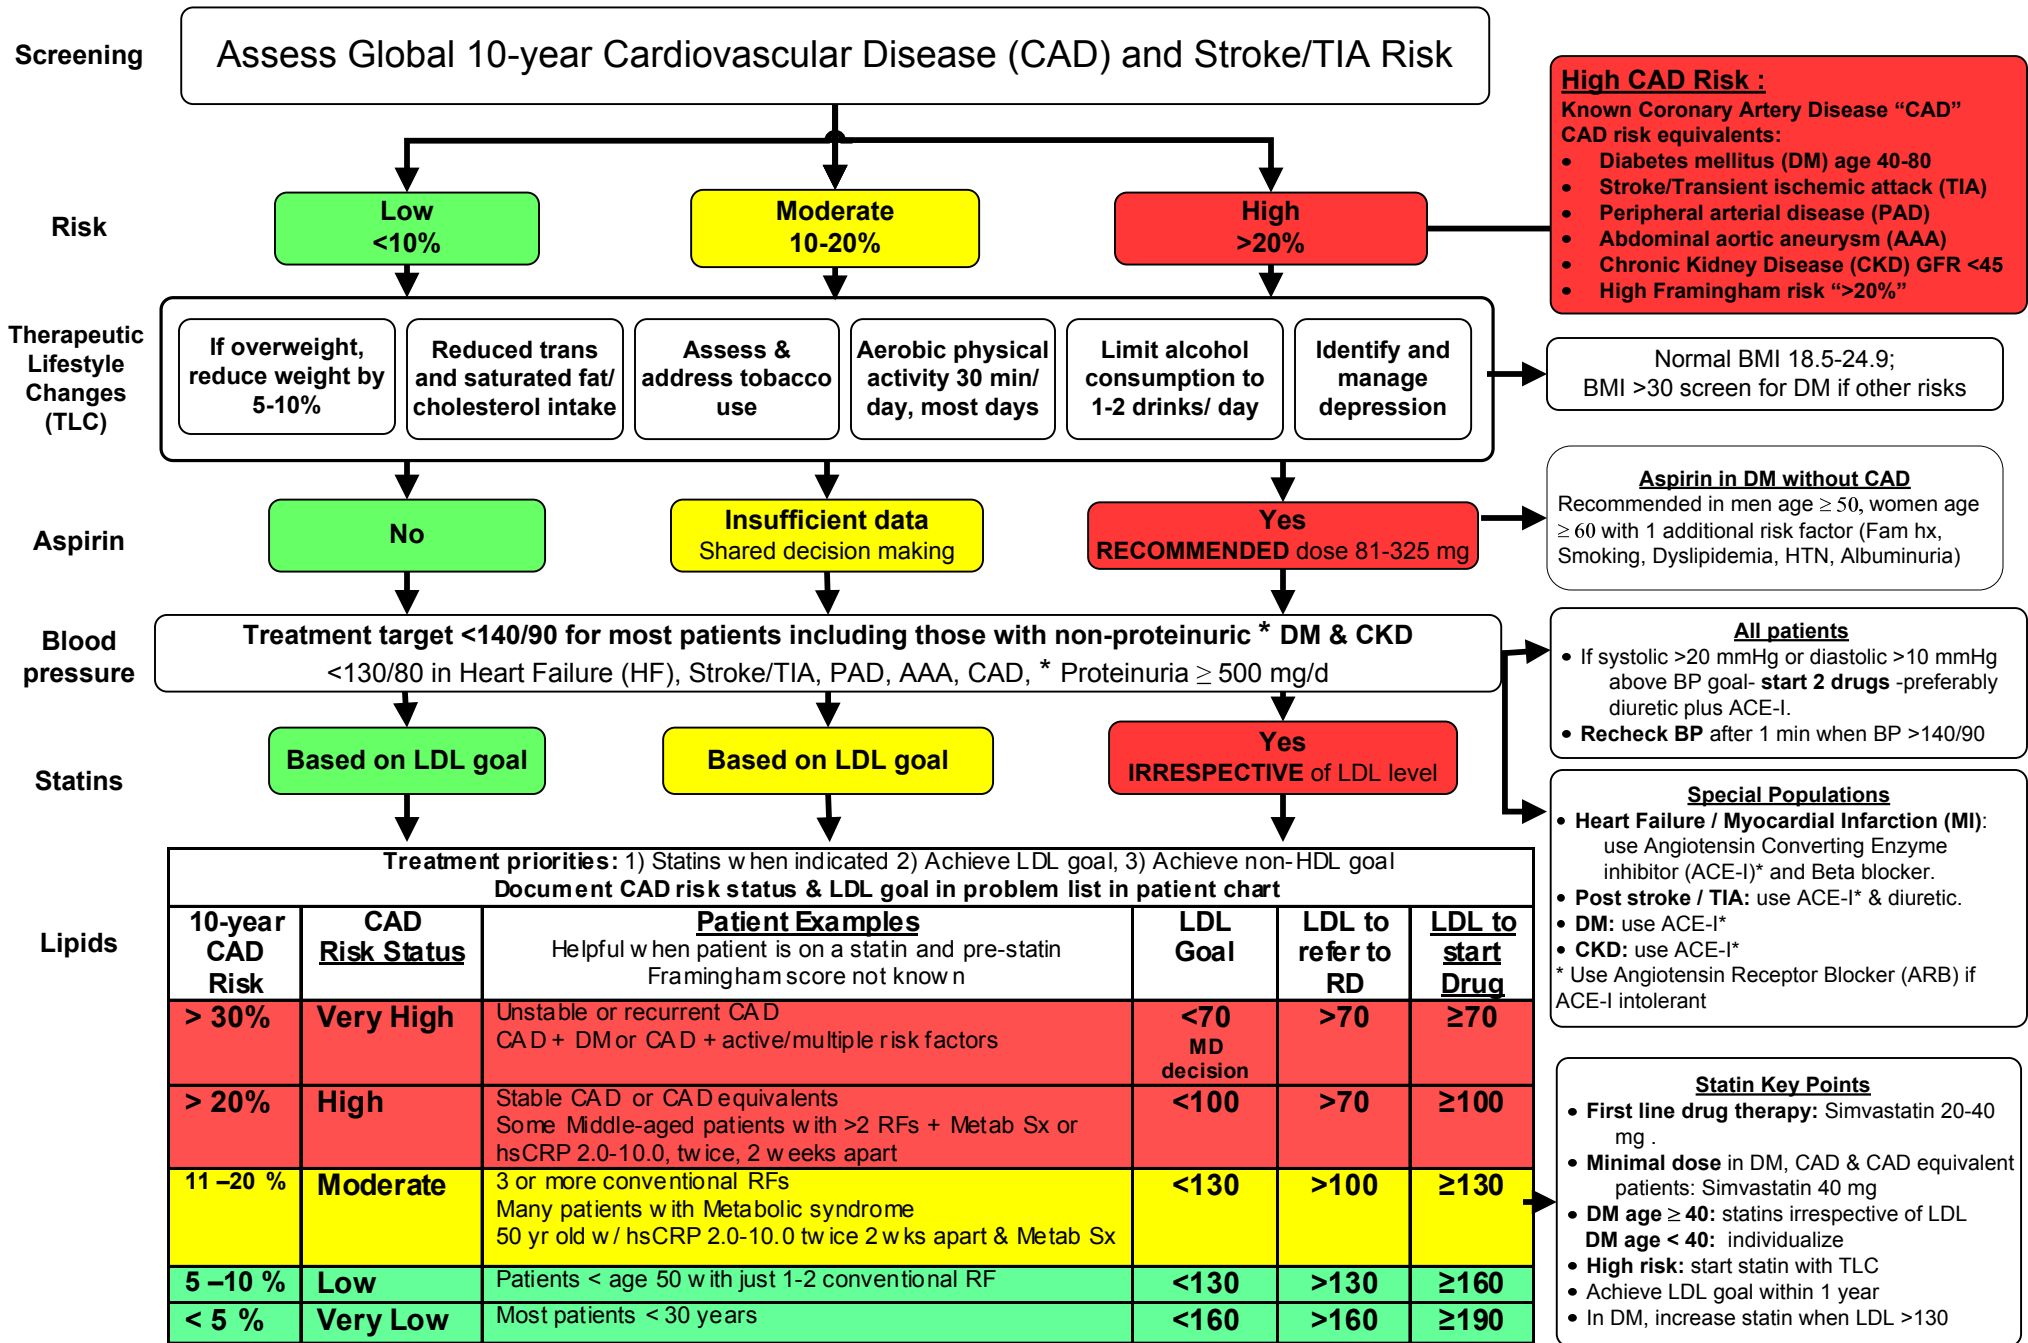 Screening
Assess Global 10-year Cardiovascular Disease (CAD) and Stroke/TIA Risk
High CAD Risk :
Known Coronary Artery Disease “CAD”
CAD risk equivalents:
• Diabetes mellitus (DM) age 40-80
• Stroke/Transient ischemic attack (TIA)
• Peripheral arterial disease (PAD)
• Abdominal aortic aneurysm (AAA)
• Chronic Kidney Disease (CKD) GFR <45
• High Framingham risk “>20%”
Risk
Low
<10%
Moderate
10-20%
High
>20%
Therapeutic
Lifestyle
Changes
(TLC)
If overweight,
reduce weight by
5-10%
Reduced trans
and saturated fat/
cholesterol intake
Assess &
address tobacco
use
Aerobic physical
activity 30 min/
day, most days
Limit alcohol
consumption to
1-2 drinks/ day
Identify and
manage
depression
Normal BMI 18.5-24.9;
BMI >30 screen for DM if other risks
Aspirin
No
Insufficient data
Shared decision making
Yes
RECOMMENDED dose 81-325 mg
Aspirin in DM without CAD
Recommended in men age ≥ 50, women age
≥ 60 with 1 additional risk factor (Fam hx,
Smoking, Dyslipidemia, HTN, Albuminuria)
Blood
pressure
Treatment target <140/90 for most patients including those with non-proteinuric * DM & CKD
<130/80 in Heart Failure (HF), Stroke/TIA, PAD, AAA, CAD, * Proteinuria ≥ 500 mg/d
All patients
• If systolic >20 mmHg or diastolic >10 mmHg
above BP goal- start 2 drugs -preferably
diuretic plus ACE-I.
• Recheck BP after 1 min when BP >140/90
Statins
Based on LDL goal
Based on LDL goal
Yes
IRRESPECTIVE of LDL level
Special Populations
• Heart Failure / Myocardial Infarction (MI):
use Angiotensin Converting Enzyme
inhibitor (ACE-I)* and Beta blocker.
• Post stroke / TIA: use ACE-I* & diuretic.
• DM: use ACE-I*
• CKD: use ACE-I*
* Use Angiotensin Receptor Blocker (ARB) if
ACE-I intolerant
Lipids
Treatment priorities: 1) Statins when indicated 2) Achieve LDL goal, 3) Achieve non-HDL goal
Document CAD risk status & LDL goal in problem list in patient chart
10-year
CAD
Risk
CAD
Risk Status
Patient Examples
Helpful when patient is on a statin and pre-statin
Framingham score not known
LDL
Goal
LDL to
refer to
RD
LDL to
start
Drug
> 30%
Very High
Unstable or recurrent CAD
CAD + DM or CAD + active/multiple risk factors
<70
MD
decision
>70
≥70
> 20%
High
Stable CAD or CAD equivalents
Some Middle-aged patients with >2 RFs + Metab Sx or
hsCRP 2.0-10.0, twice, 2 weeks apart
<100
>70
≥100
11 –20 %
Moderate
3 or more conventional RFs
Many patients with Metabolic syndrome
50 yr old w/ hsCRP 2.0-10.0 twice 2 wks apart & Metab Sx
<130
>100
≥130
5 –10 %
Low
Patients < age 50 with just 1-2 conventional RF
<130
>130
≥160
< 5 %
Very Low
Most patients < 30 years
<160
>160
≥190
Statin Key Points
• First line drug therapy: Simvastatin 20-40
mg .
• Minimal dose in DM, CAD & CAD equivalent
patients: Simvastatin 40 mg
• DM age ≥ 40: statins irrespective of LDL
DM age < 40: individualize
• High risk: start statin with TLC
• Achieve LDL goal within 1 year
• In DM, increase statin when LDL >130